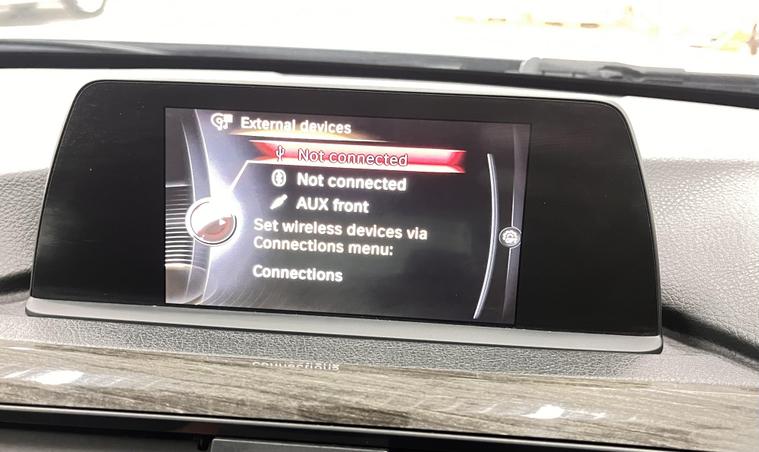 External devices
Not connected
Not connected
AUX front
Set wireless devices via
Connections menu:
Connections